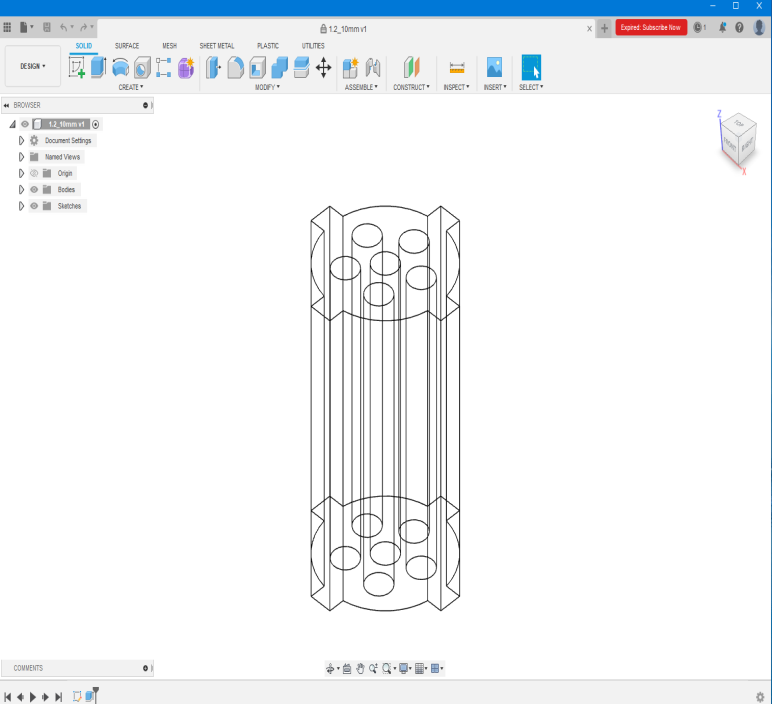 1.2_10mm v1
Expired: Subscribe Now
1
DESIGN
SOLID SURFACE MESH SHEET METAL PLASTIC UTILITIES
CREATE MODIFY ASSEMBLE CONSTRUCT INSPECT INSERT SELECT
BROWSER
1.2_10mm v1
Document Settings
Named Views
Origin
Bodies
Sketches
Z
TOP
FRONT
RIGHT
X
COMMENTS